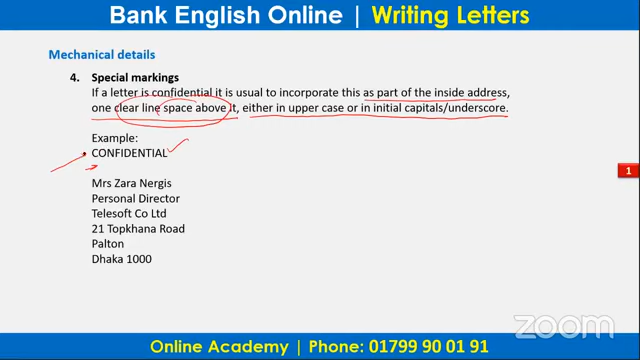 Bank English Online | Writing Letters
Mechanical details
4. Special markings
If a letter is confidential it is usual to incorporate this as part of the inside address,
one clear line space above it, either in upper case or in initial capitals/underscore.
Example:
CONFIDENTIAL
Mrs Zara Nergis
Personal Director
Telesoft Co Ltd
21 Topkhana Road
Palton
Dhaka 1000
1
zoom
Online Academy | Phone: 01799 90 01 91